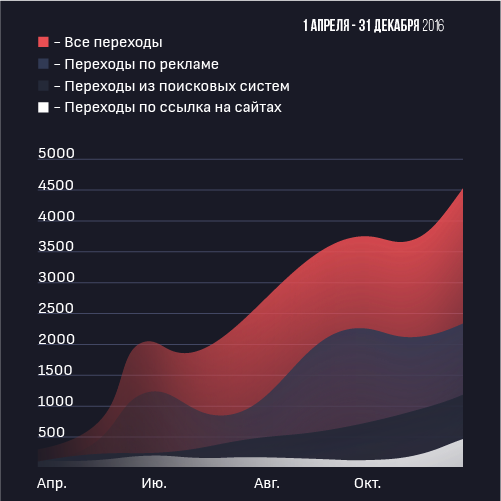 1 АПРЕЛЯ - 31 ДЕКАБРЯ 2016
- Все переходы
- Переходы по рекламе
- Переходы из поисковых систем
- Переходы по ссылка на сайтах
5000
4500
4000
3500
3000
2500
2000
1500
1000
500
Апр. Ию. Авг. Окт.